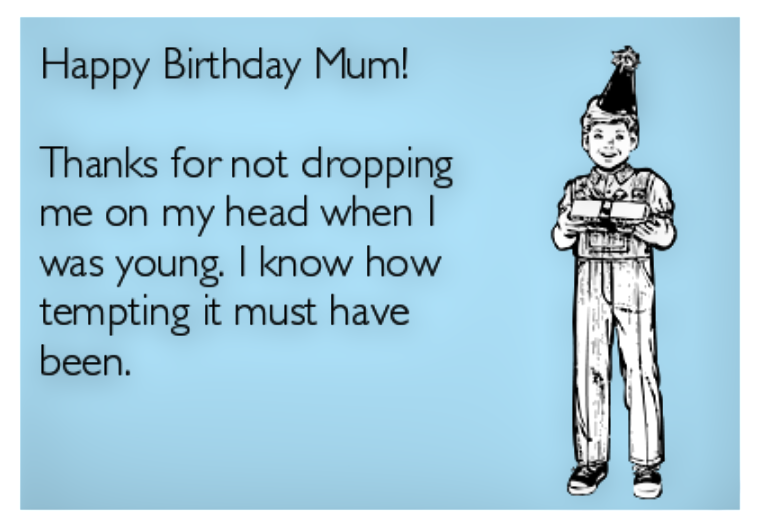 Happy Birthday Mum!
Thanks for not dropping
me on my head when I
was young. I know how
tempting it must have
been.